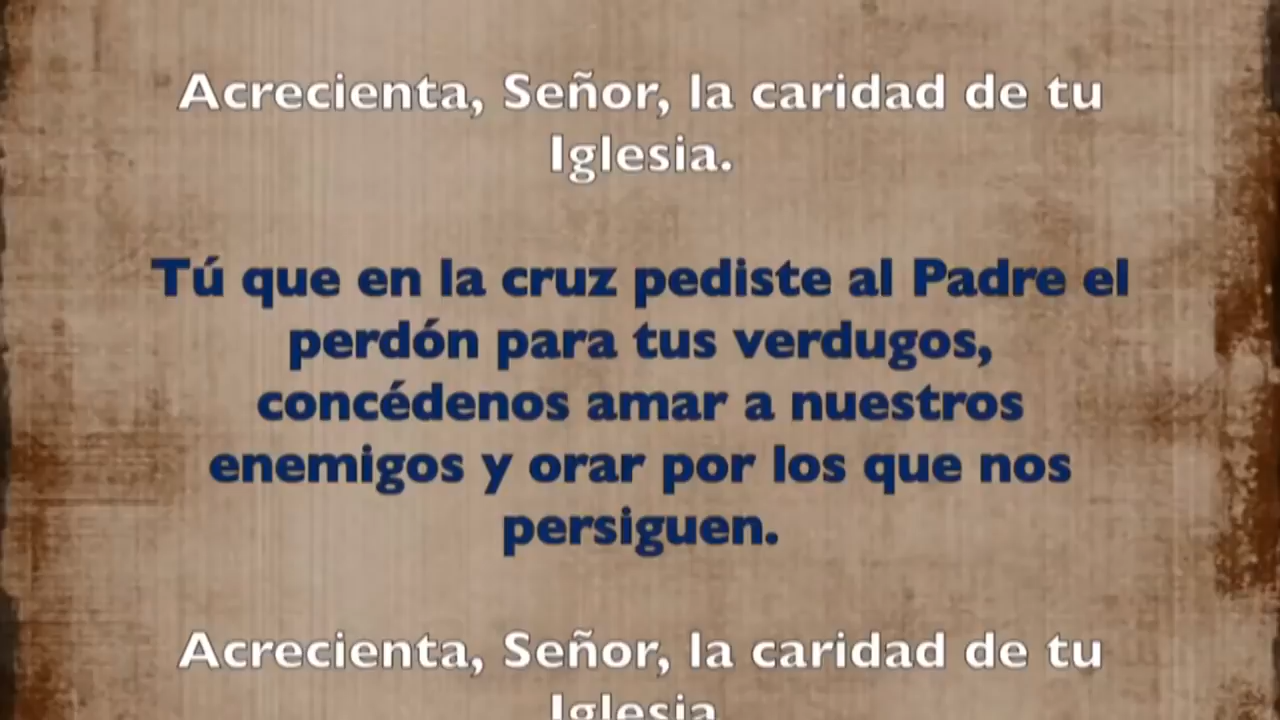 Acrecienta, Señor, la caridad de tu
Iglesia.
Tú que en la cruz pediste al Padre el
perdón para tus verdugos,
concédenos amar a nuestros
enemigos y orar por los que nos
persiguen.
Acrecienta, Señor, la caridad de tu
Iglesia